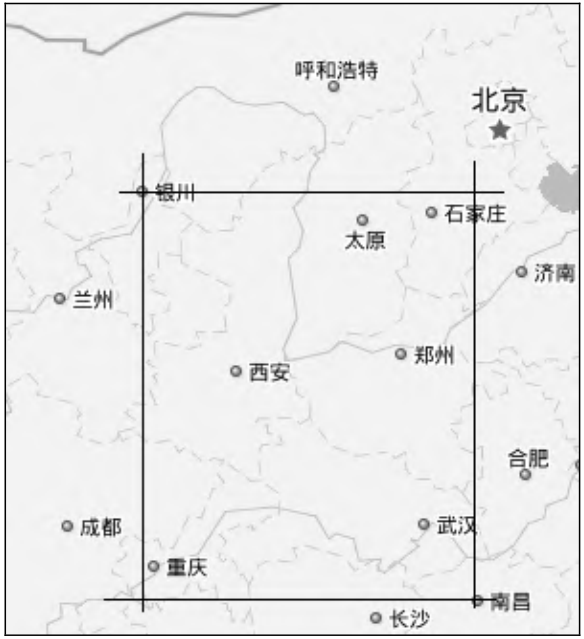 呼和浩特
北京
银川
石家庄
太原
济南
兰州
郑州
西安
合肥
成都
武汉
重庆
南昌
长沙